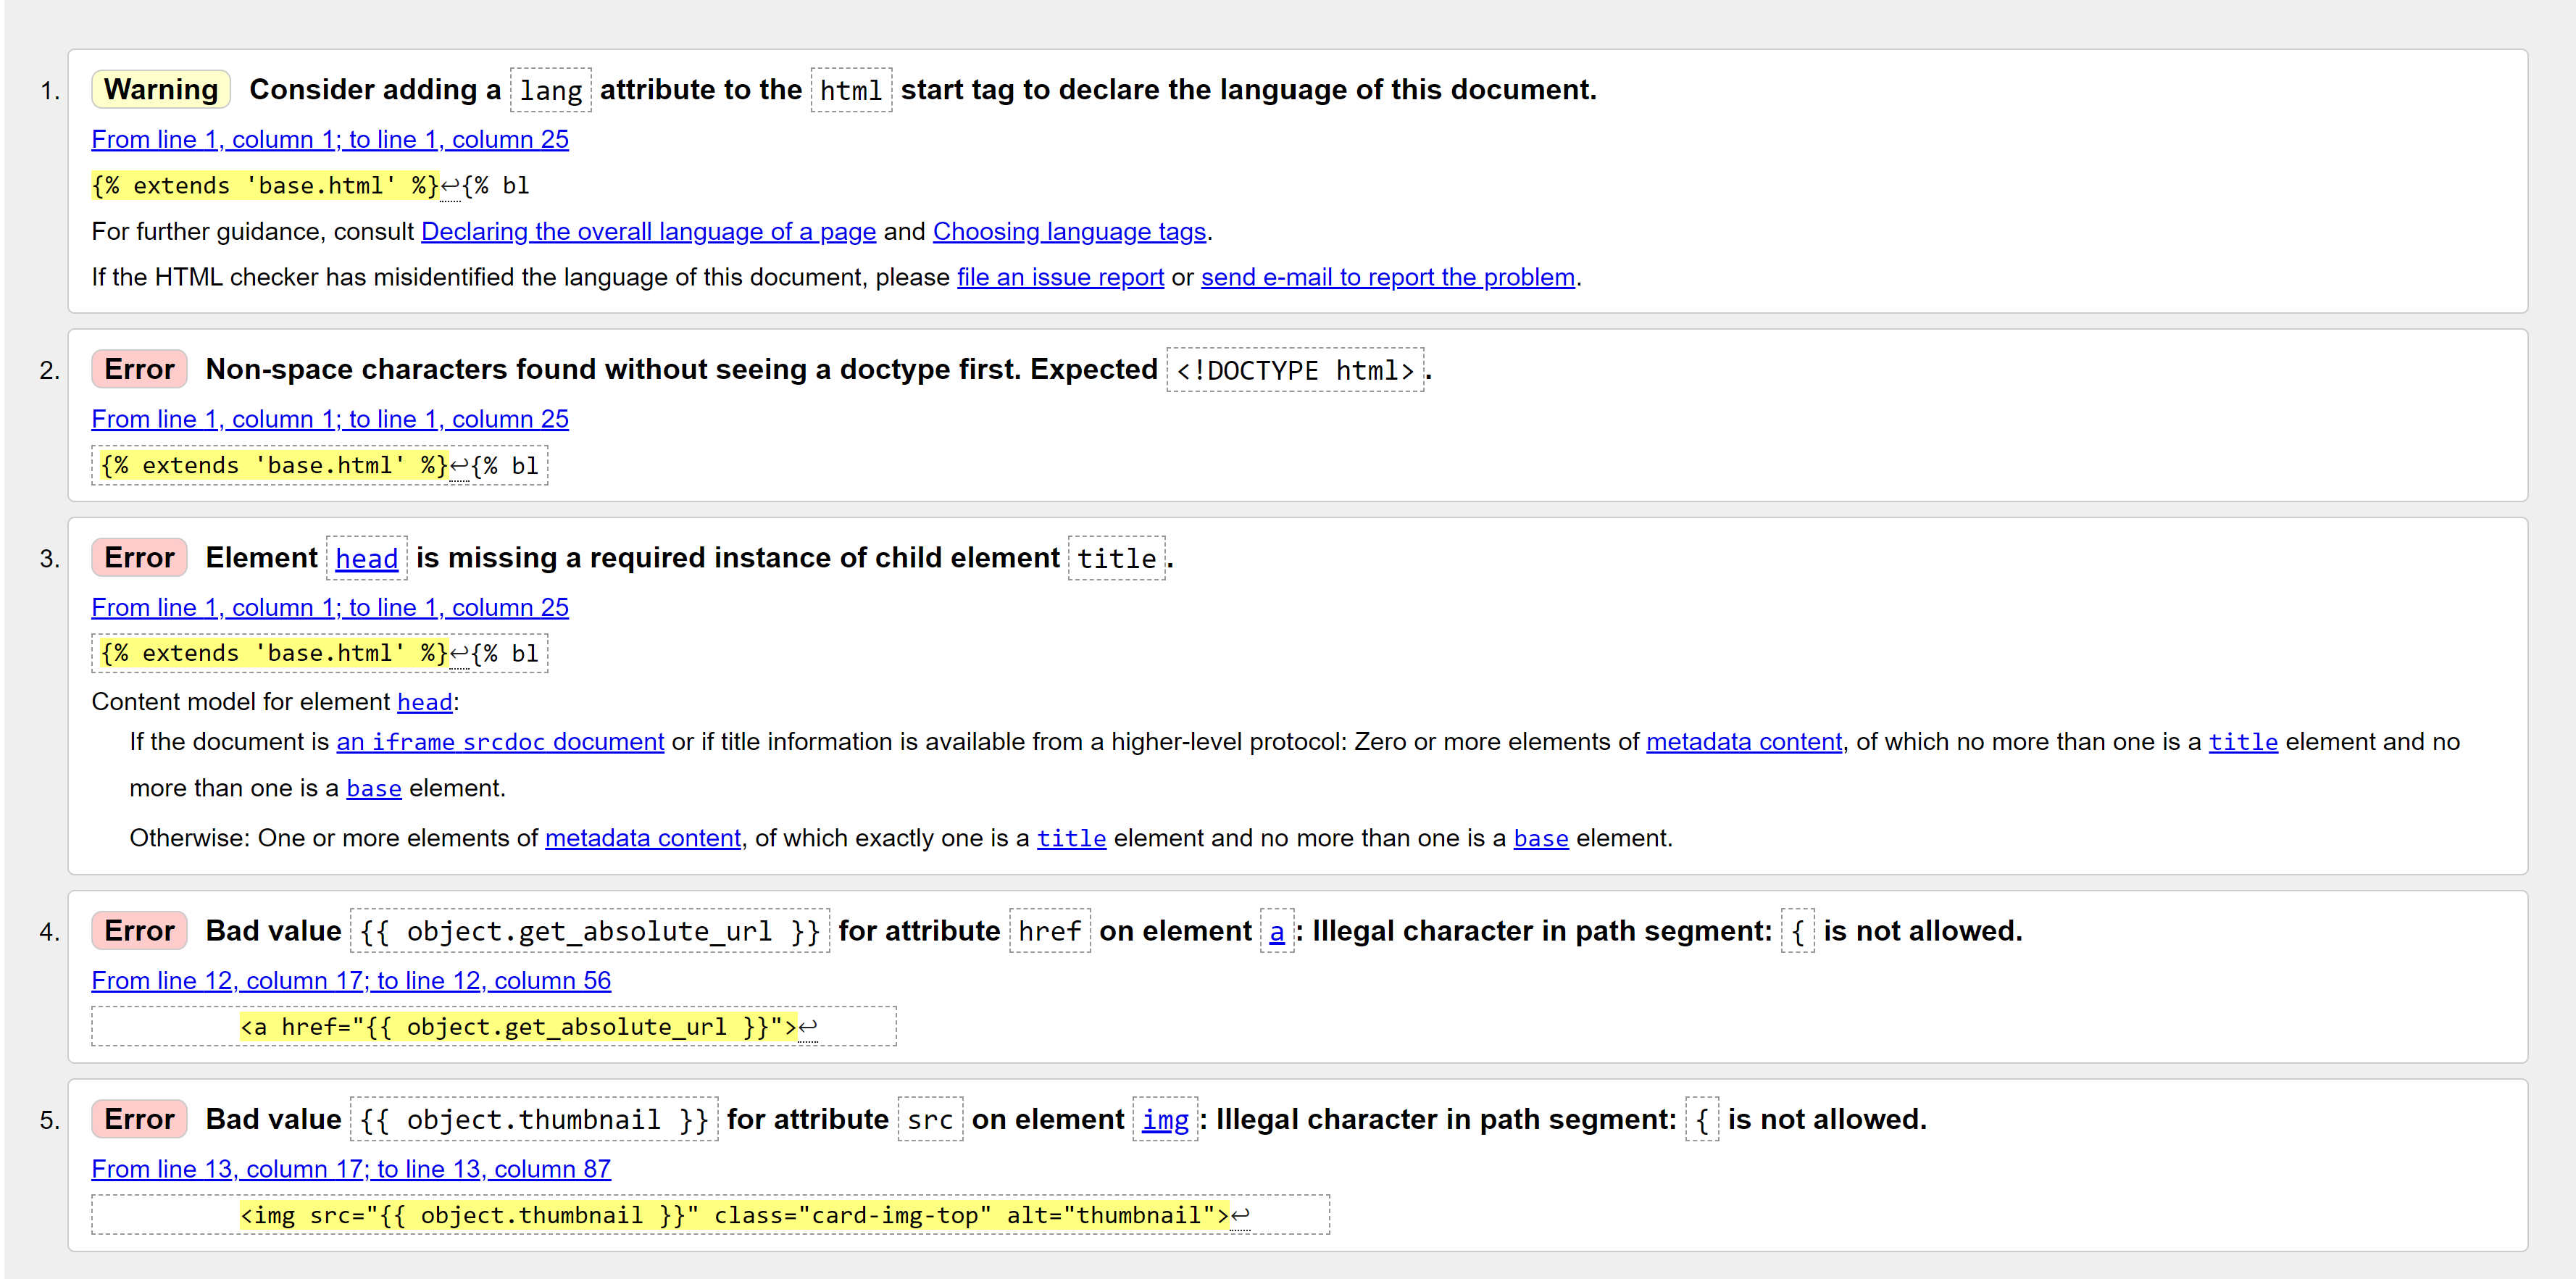 1. Warning Consider adding a lang attribute to the html start tag to declare the language of this document.
From line 1, column 1; to line 1, column 25
{% extends 'base.html' %}↩{% bl
For further guidance, consult Declaring the overall language of a page and Choosing language tags.
If the HTML checker has misidentified the language of this document, please file an issue report or send e-mail to report the problem.
2. Error Non-space characters found without seeing a doctype first. Expected <!DOCTYPE html>.
From line 1, column 1; to line 1, column 25
{% extends 'base.html' %}↩{% bl
3. Error Element head is missing a required instance of child element title.
From line 1, column 1; to line 1, column 25
{% extends 'base.html' %}↩{% bl
Content model for element head:
If the document is an iframe srcdoc document or if title information is available from a higher-level protocol: Zero or more elements of metadata content, of which no more than one is a title element and no
more than one is a base element.
Otherwise: One or more elements of metadata content, of which exactly one is a title element and no more than one is a base element.
4. Error Bad value {{ object.get_absolute_url }} for attribute href on element a: Illegal character in path segment: { is not allowed.
From line 12, column 17; to line 12, column 56
<a href="{{ object.get_absolute_url }}">↩
5. Error Bad value {{ object.thumbnail }} for attribute src on element img: Illegal character in path segment: { is not allowed.
From line 13, column 17; to line 13, column 87
<img src="{{ object.thumbnail }}" class="card-img-top" alt="thumbnail">↩